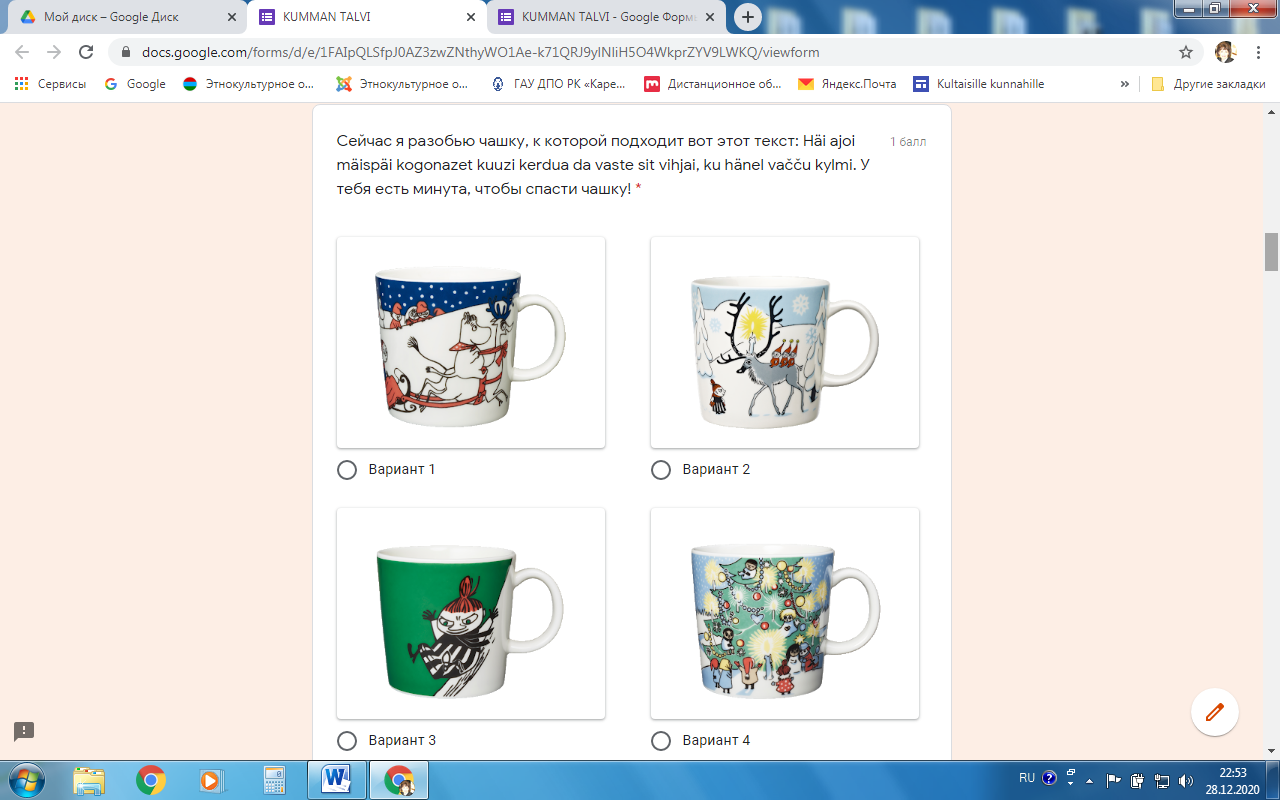 Мой диск – Google Диск
KUMMAN TALVI
KUMMAN TALVI - Google Форм
docs.google.com/forms/d/e/1FAIpQLSfpJ0AZ3zwZNthyWO1Ae-k71QRJ9ylNliH5O4WkprZYV9LWKQ/viewform
Сервисы
Google
Этнокультурное о...
Этнокультурное о...
ГАУ ДПО РК «Каре...
Дистанционное об...
Яндекс.Почта
Kultaisille kunnahille
»
Другие закладки
Сейчас я разобью чашку, к которой подходит вот этот текст: Häi ajoi
1 балл
mäispäi kogonazet kuuzi kerdua da vaste sit vihjai, ku hänel vačču kylmi. У
тебя есть минута, чтобы спасти чашку! *
Вариант 1
Вариант 2
Вариант 3
Вариант 4
RU
22:53
28.12.2020